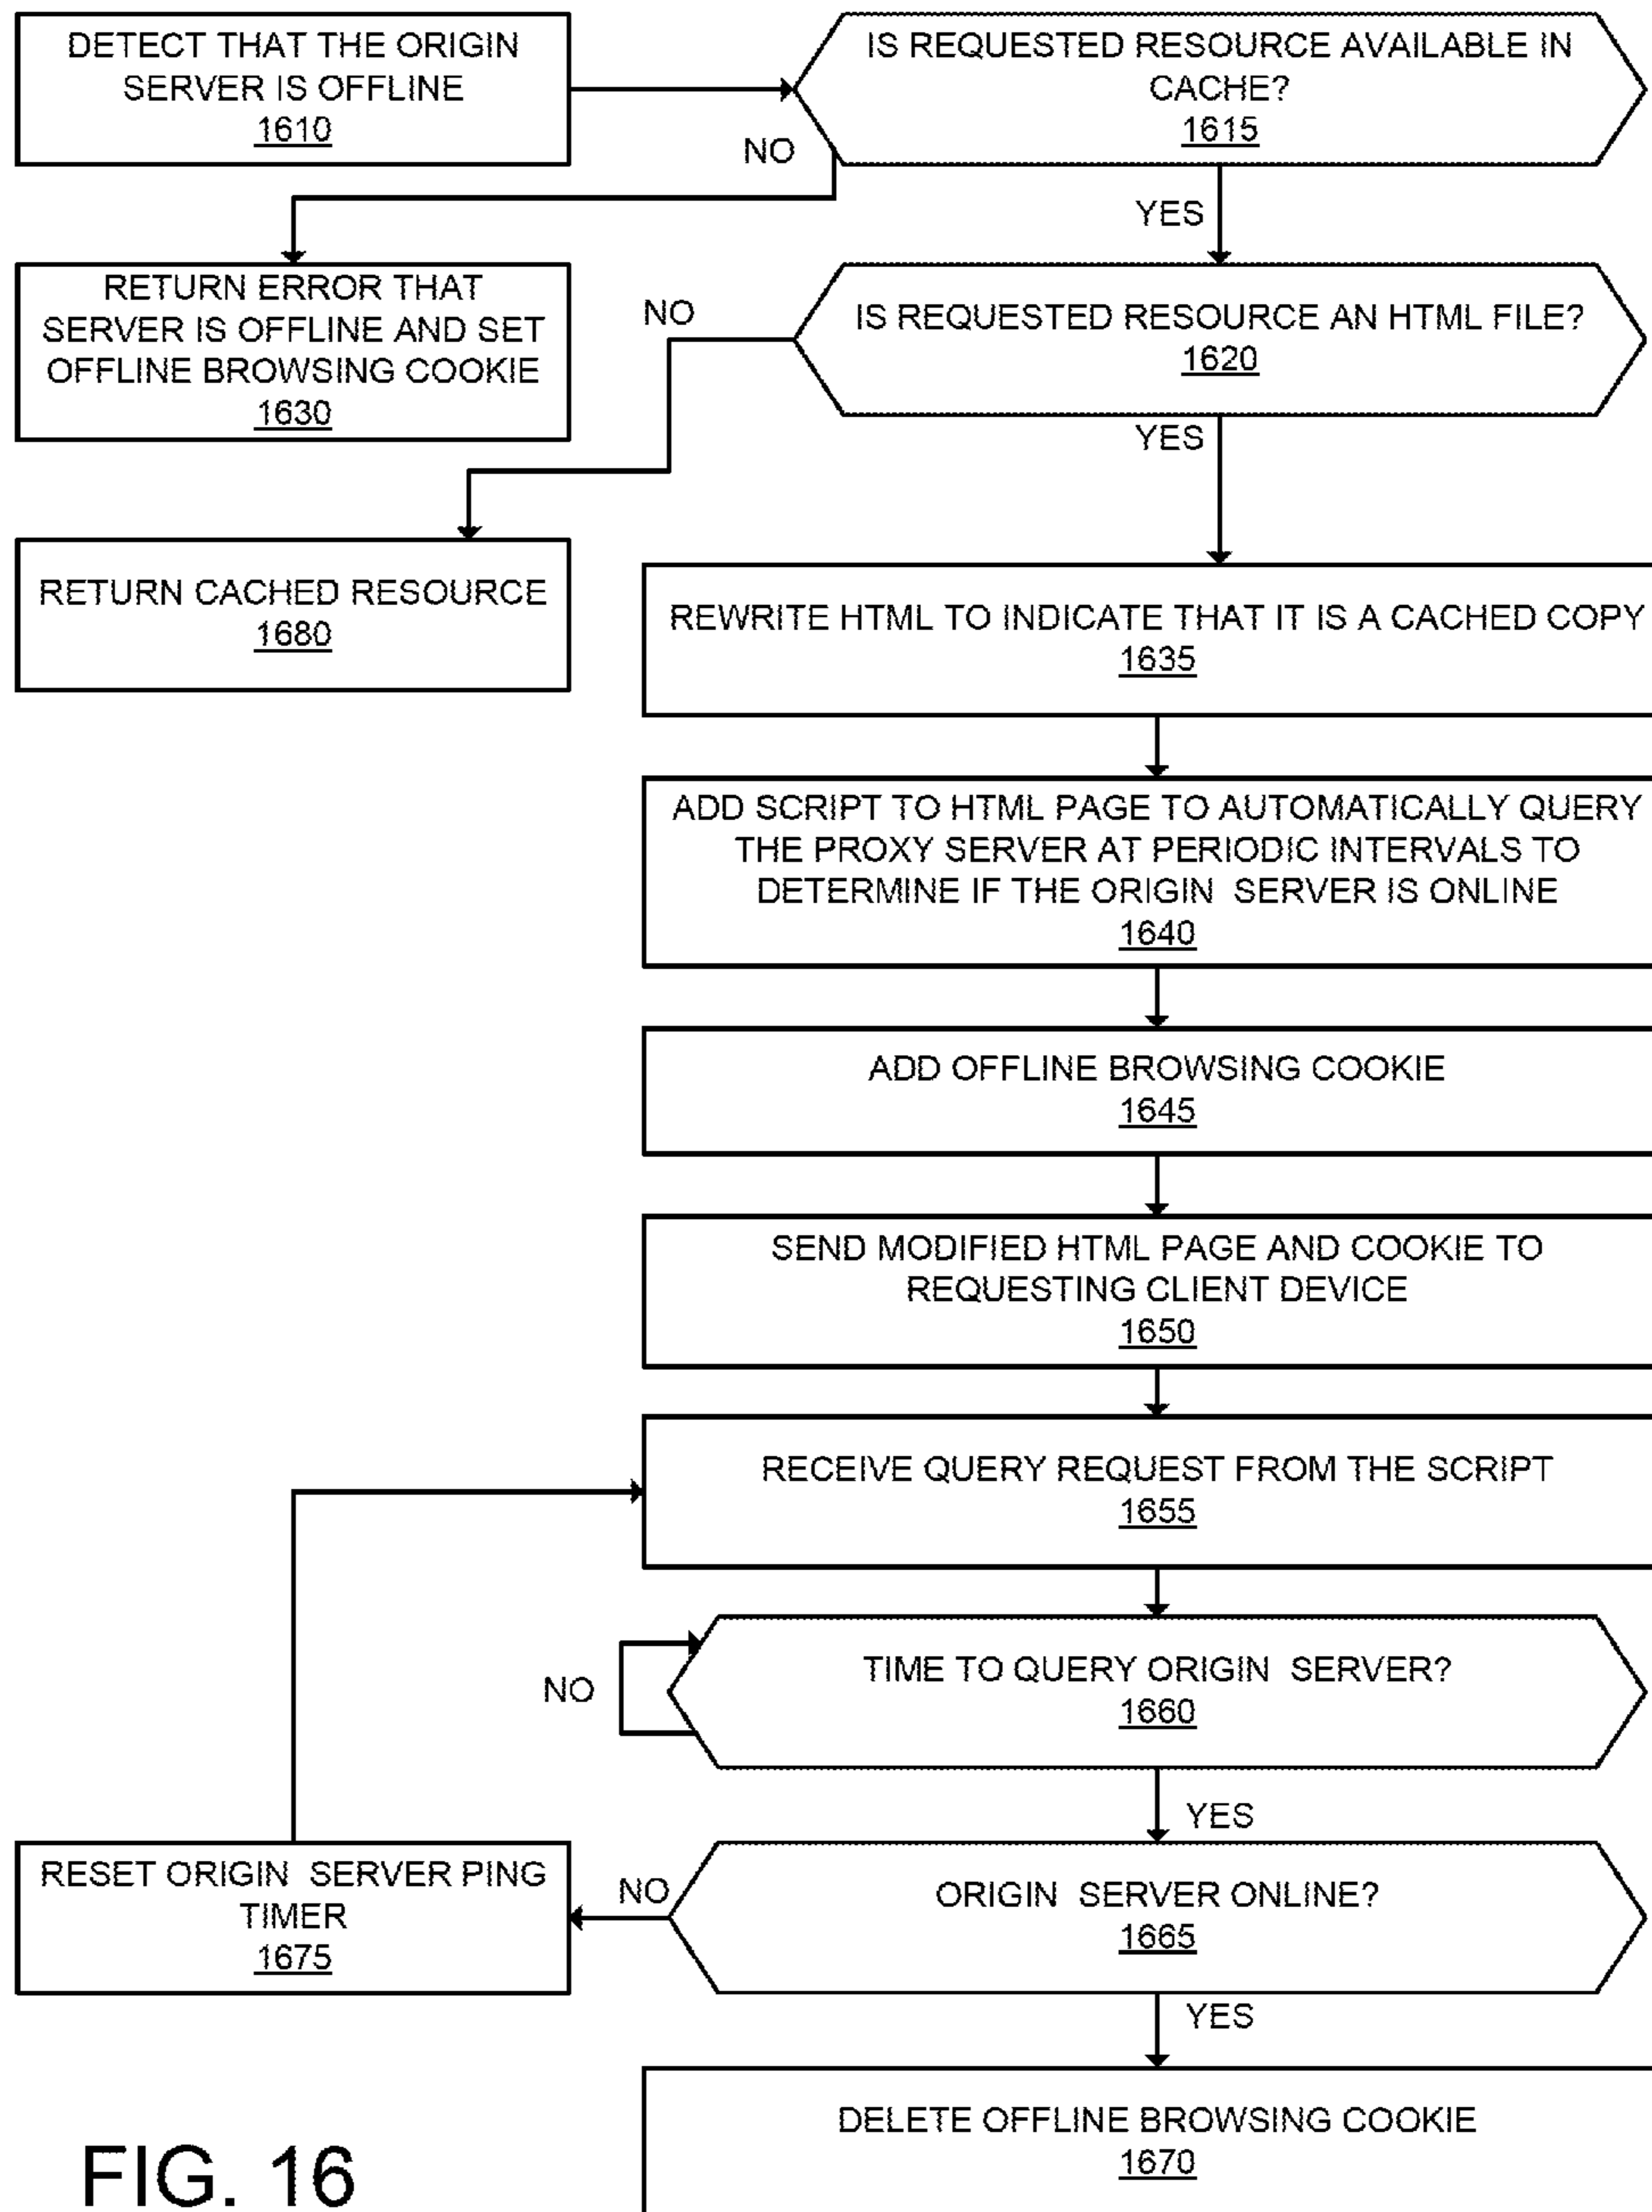 DETECT THAT THE ORIGIN
SERVER IS OFFLINE
1610
IS REQUESTED RESOURCE AVAILABLE IN
CACHE?
1615
NO
YES
RETURN ERROR THAT
SERVER IS OFFLINE AND SET
OFFLINE BROWSING COOKIE
1630
NO
IS REQUESTED RESOURCE AN HTML FILE?
1620
YES
RETURN CACHED RESOURCE
1680
REWRITE HTML TO INDICATE THAT IT IS A CACHED COPY
1635
ADD SCRIPT TO HTML PAGE TO AUTOMATICALLY QUERY
THE PROXY SERVER AT PERIODIC INTERVALS TO
DETERMINE IF THE ORIGIN SERVER IS ONLINE
1640
ADD OFFLINE BROWSING COOKIE
1645
SEND MODIFIED HTML PAGE AND COOKIE TO
REQUESTING CLIENT DEVICE
1650
RECEIVE QUERY REQUEST FROM THE SCRIPT
1655
NO
TIME TO QUERY ORIGIN SERVER?
1660
YES
RESET ORIGIN SERVER PING
TIMER
1675
NO
ORIGIN SERVER ONLINE?
1665
YES
DELETE OFFLINE BROWSING COOKIE
1670
FIG. 16